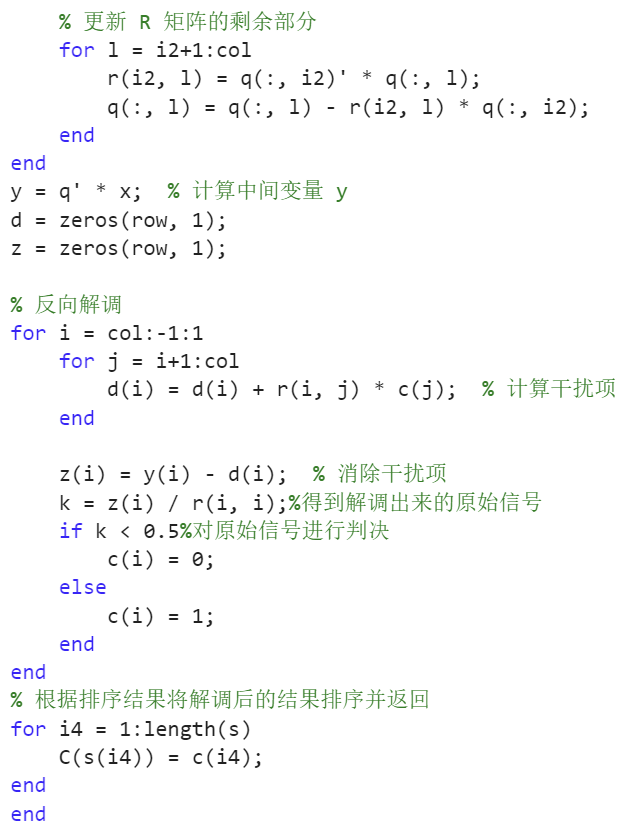 % 更新 R 矩阵的剩余部分
    for l = i2+1:col
        r(i2, l) = q(:, i2)' * q(:, l);
        q(:, l) = q(:, l) - r(i2, l) * q(:, i2);
    end
end
y = q' * x;  % 计算中间变量 y
d = zeros(row, 1);
z = zeros(row, 1);

% 反向解调
for i = col:-1:1
    for j = i+1:col
        d(i) = d(i) + r(i, j) * c(j);  % 计算干扰项
    end

    z(i) = y(i) - d(i);  % 消除干扰项
    k = z(i) / r(i, i);%得到解调出来的原始信号
    if k < 0.5%对原始信号进行判决
        c(i) = 0;
    else
        c(i) = 1;
    end
end
% 根据排序结果将解调后的结果排序并返回
for i4 = 1:length(s)
    C(s(i4)) = c(i4);
end
end